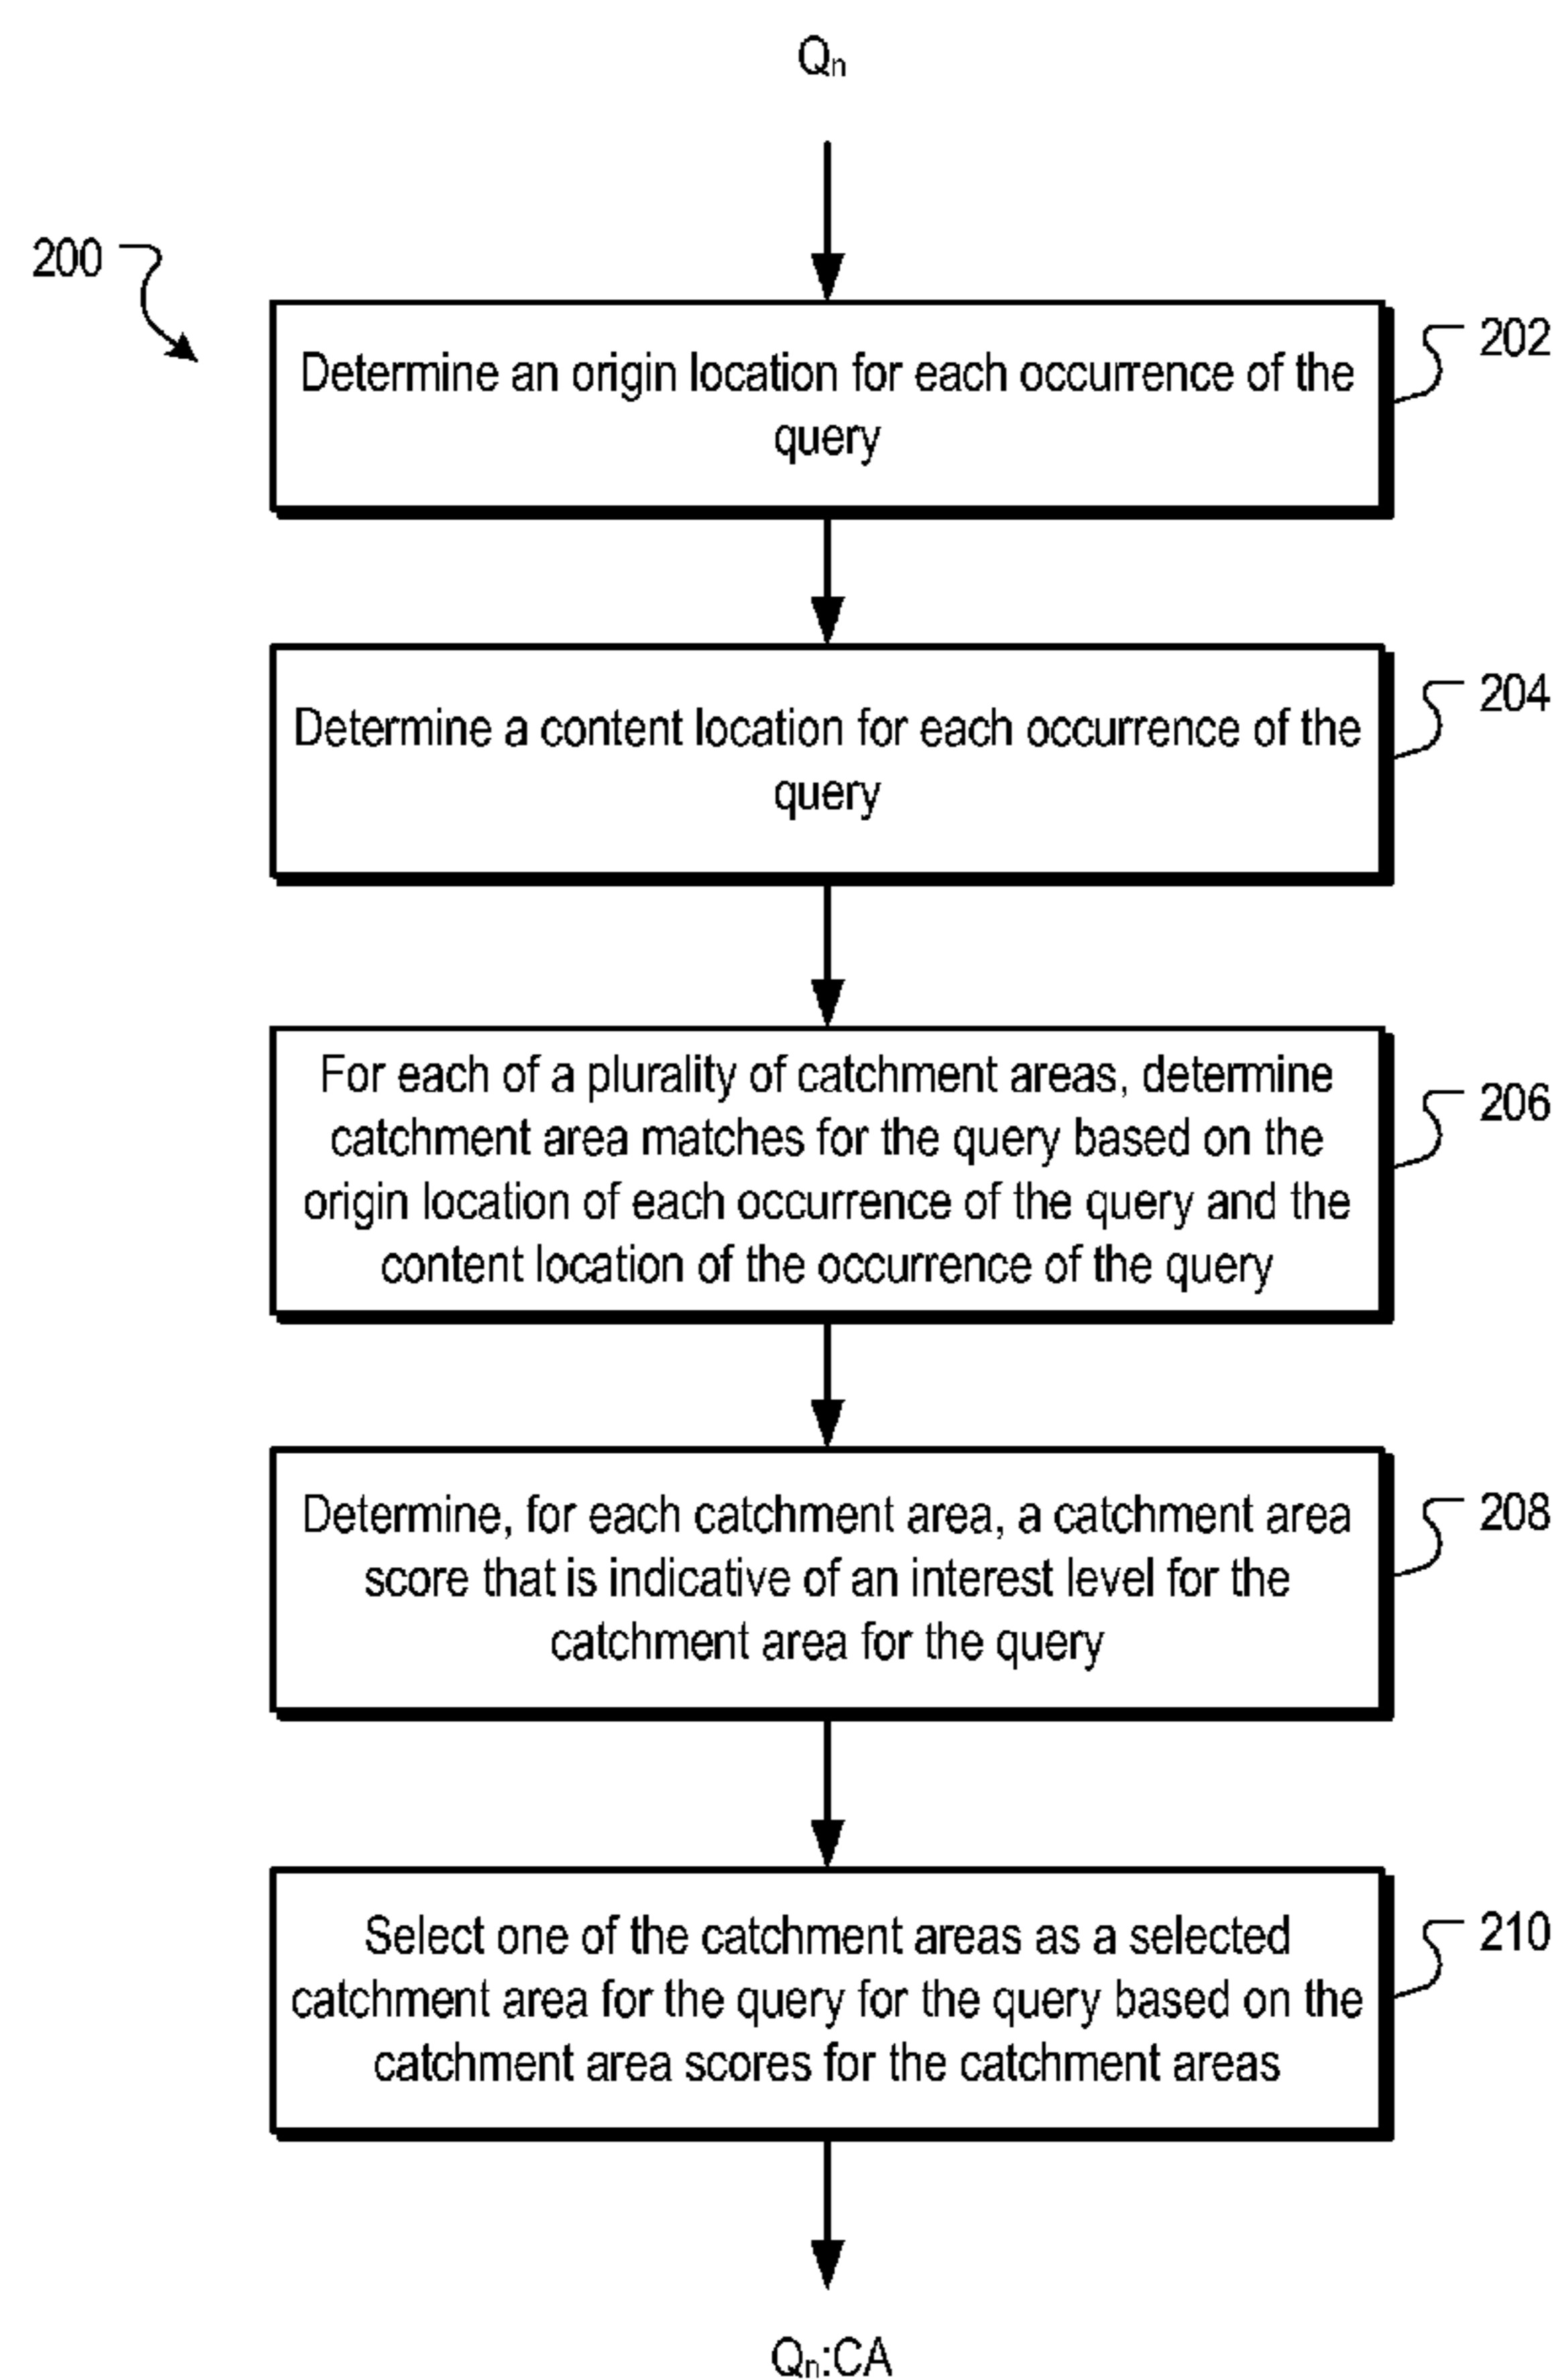 Qn
200
Determine an origin location for each occurrence of the
query
202
Determine a content location for each occurrence of the
query
204
For each of a plurality of catchment areas, determine
catchment area matches for the query based on the
origin location of each occurrence of the query and the
content location of the occurrence of the query
206
Determine, for each catchment area, a catchment area
score that is indicative of an interest level for the
catchment area for the query
208
Select one of the catchment areas as a selected
catchment area for the query for the query based on the
catchment area scores for the catchment areas
210
Qn:CA